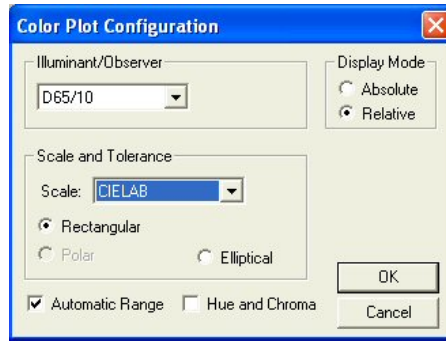 Color Plot Configuration
Illuminant/Observer
D65/10
Display Mode
Absolute
Relative
Scale and Tolerance
Scale: CIELAB
Rectangular
Polar
Elliptical
Automatic Range
Hue and Chroma
OK
Cancel